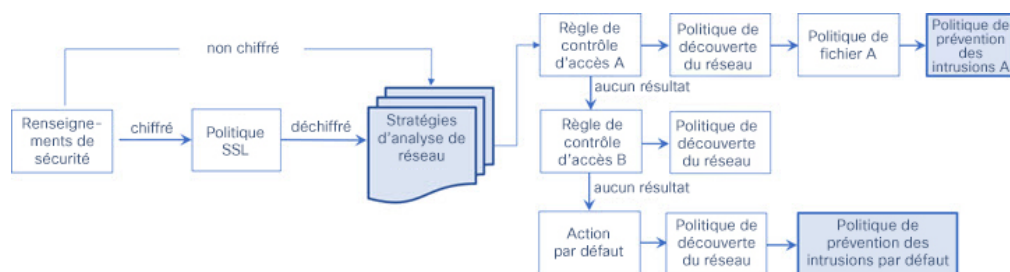 non chiffré
Renseigne-
ments de
sécurité
chiffré
Politique
SSL
déchiffré
Stratégies
d'analyse de
réseau
Règle de
contrôle
d'accès A
Politique de
découverte
du réseau
Politique de
fichier A
Politique de
prévention
des
intrusions A
aucun résultat
Règle de
contrôle
d'accès B
Politique de
découverte
du réseau
aucun résultat
Action
par défaut
Politique de
découverte
du réseau
Politique de
prévention des
intrusions par défaut